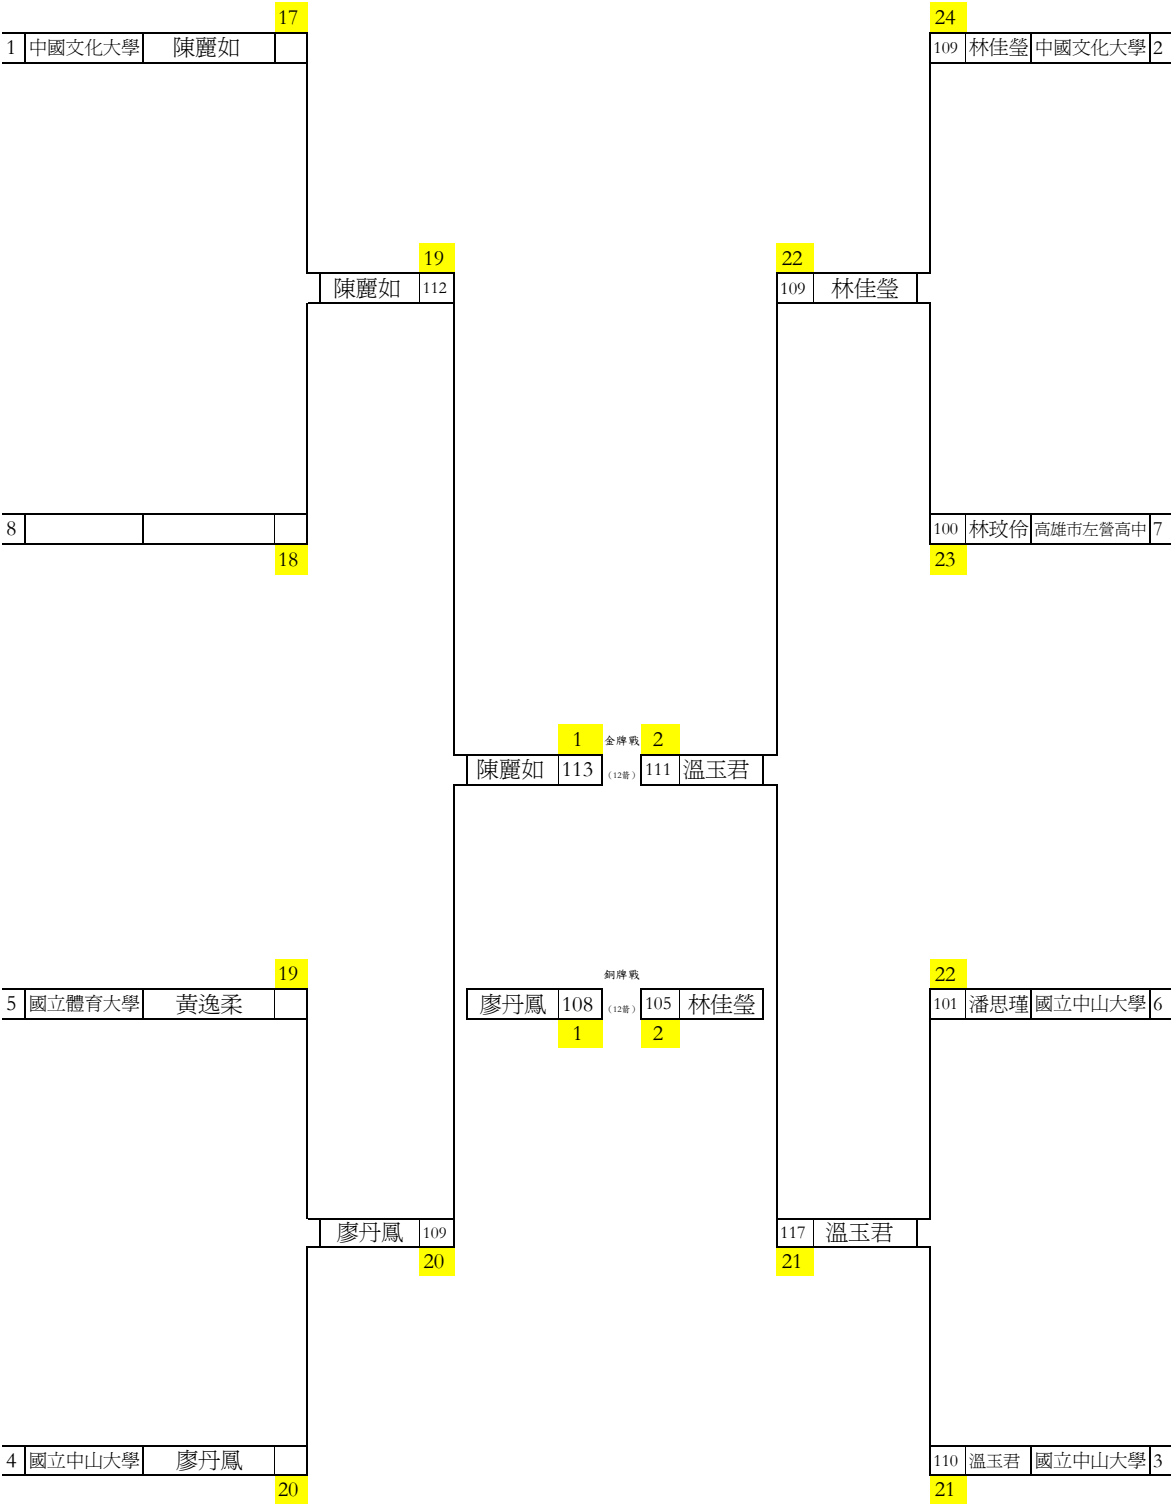 17 24
1 中國文化大學 陳麗如 109 林佳瑩 中國文化大學 2
19 22
陳麗如 112 109 林佳瑩
8 100 林玟伶 高雄市左營高中 7
18 23
1 金牌戰 2
陳麗如 113 (12箭) 111 溫玉君
19 銅牌戰 22
5 國立體育大學 黃逸柔 廖丹鳳 108 (12箭) 105 林佳瑩 101 潘思瑾 國立中山大學 6
1 2
廖丹鳳 109 117 溫玉君
20 21
4 國立中山大學 廖丹鳳 110 溫玉君 國立中山大學 3
20 21